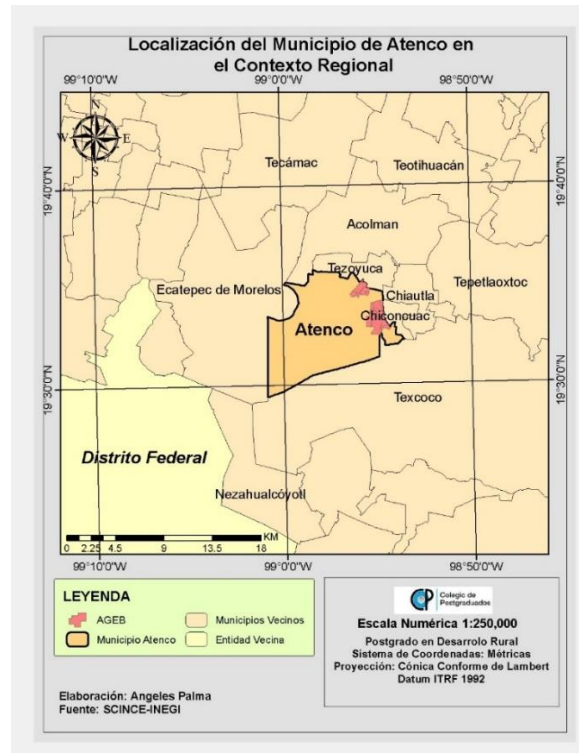 Localización del Municipio de Atenco en
el Contexto Regional
99°10'0"W
99°0'0"W
98°50'0"W
N
W
E
S
19°40'0"N
19°40'0"N
Tecámac
Teotihuacán
Acolman
Tezoyuca
Tepetlaoxtoc
Ecatepec de Morelos
Chiautla
Chiconcuac
Atenco
19°30'0"N
19°30'0"N
Texcoco
Distrito Federal
Nezahualcóyotl
KM
0 2.25 4.5 9 13.5 18
99°10'0"W
99°0'0"W
98°50'0"W
LEYENDA
AGEB
Municipios Vecinos
Municipio Atenco
Entidad Vecina
CP
Colegio de
Postgraduados
Escala Numérica 1:250,000
Postgrado en Desarrolo Rural
Sistema de Coordenadas: Métricas
Proyección: Cónica Conforme de Lambert
Datum ITRF 1992
Elaboración: Angeles Palma
Fuente: SCINCE-INEGI